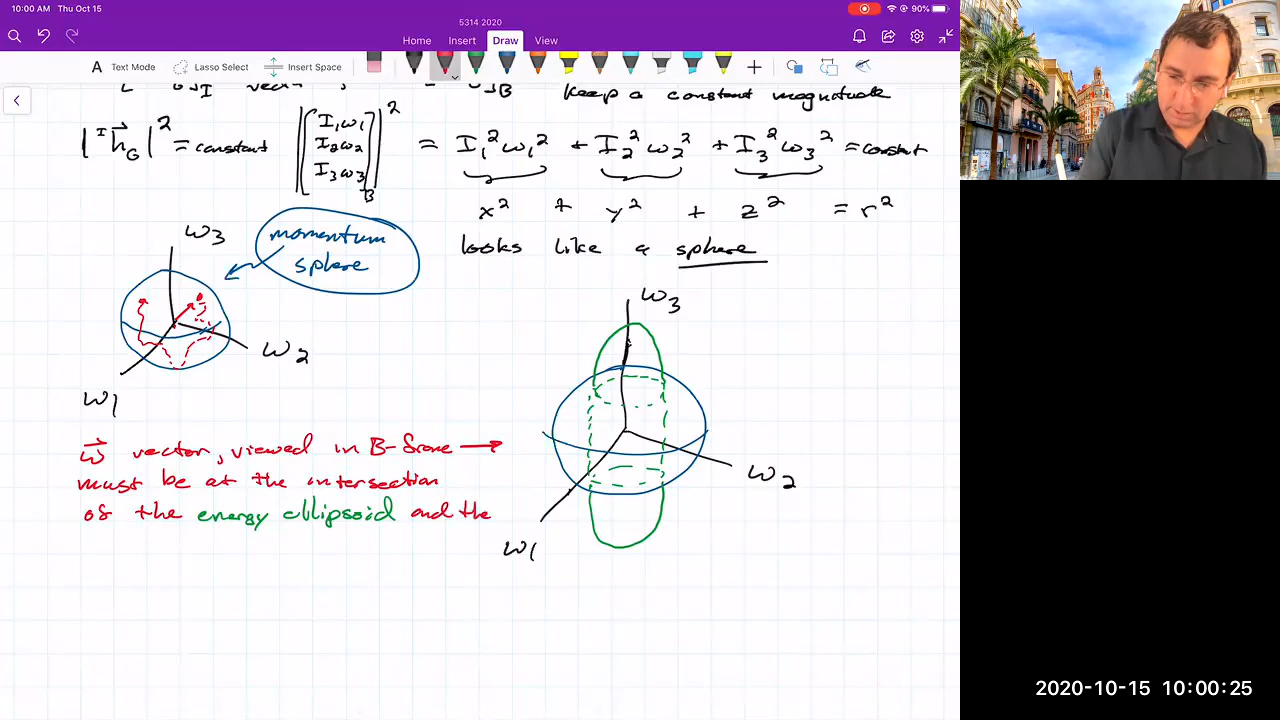 10:00 AM Thu Oct 15
90%
5314 2020
Home Insert Draw View
Text Mode Lasso Select Insert Space
keep a constant magnitude
|ᴵh⃗_G|² = constant |[I₁ω₁ I₂ω₂ I₃ω₃]_B|² = I₁²ω₁² + I₂²ω₂² + I₃²ω₃² = constant
x² + y² + z² = r²
looks like a sphere
momentum
sphere
ω3
ω2
ω1
ω3
ω2
ω1
ω⃗ vector, viewed in B-frame →
must be at the intersection
of the energy ellipsoid and the
2020-10-15 10:00:25